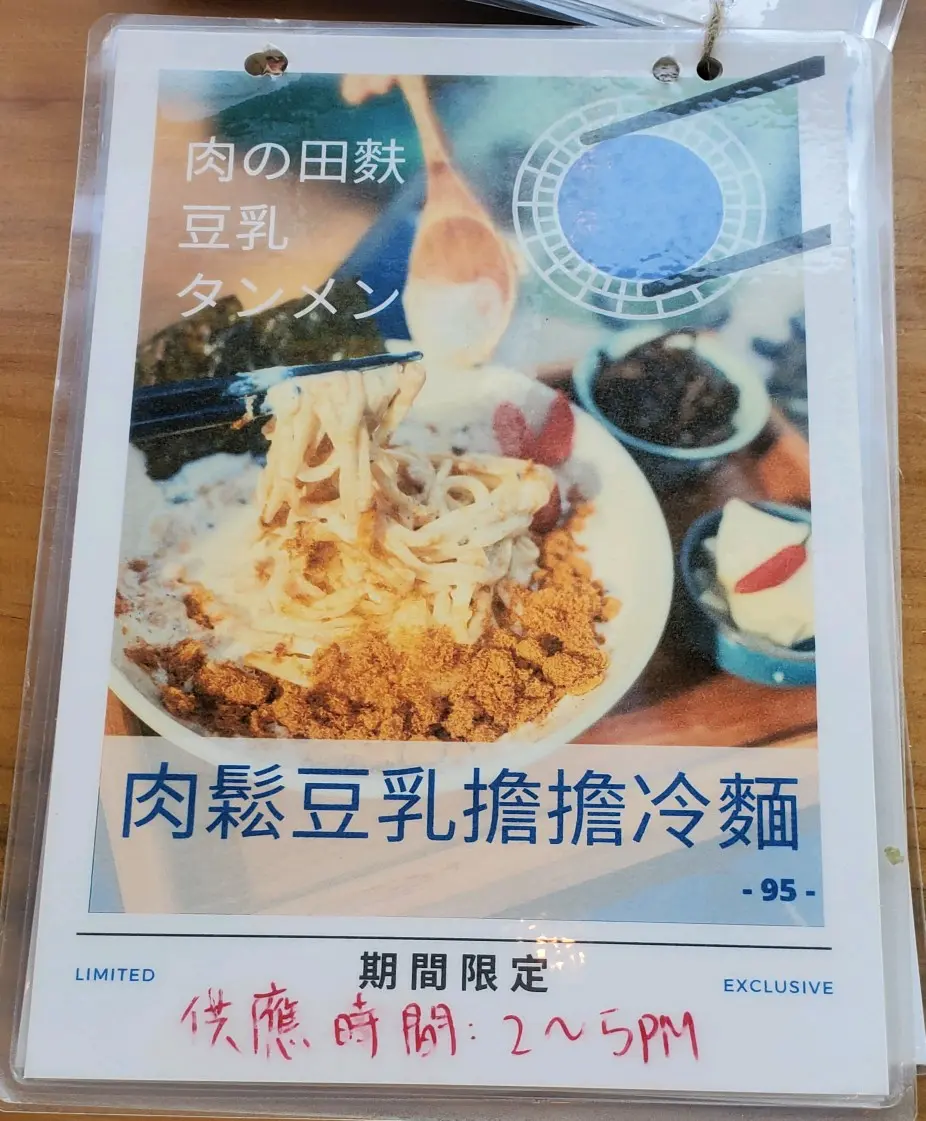 肉の田麩
豆乳
タンメン
肉鬆豆乳擔擔冷麵
- 95 -
LIMITED
期間限定
EXCLUSIVE
供應時間：2～5PM